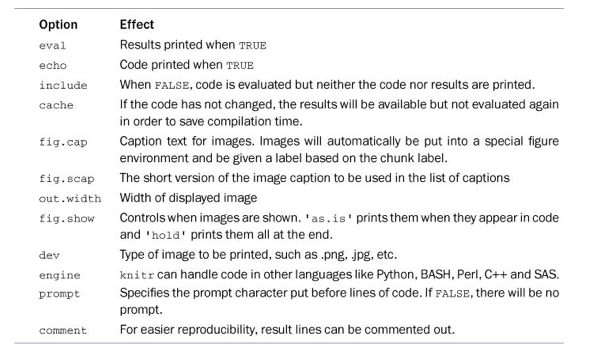 Option Effect
eval Results printed when TRUE
echo Code printed when TRUE
include When FALSE, code is evaluated but neither the code nor results are printed.
cache If the code has not changed, the results will be available but not evaluated again
in order to save compilation time.
fig.cap Caption text for images. Images will automatically be put into a special figure
environment and be given a label based on the chunk label.
fig.scap The short version of the image caption to be used in the list of captions
out.width Width of displayed image
fig.show Controls when images are shown. 'as.is' prints them when they appear in code
and 'hold' prints them all at the end.
dev Type of image to be printed, such as .png, .jpg, etc.
engine knitr can handle code in other languages like Python, BASH, Perl, C++ and SAS.
prompt Specifies the prompt character put before lines of code. If FALSE, there will be no
prompt.
comment For easier reproducibility, result lines can be commented out.